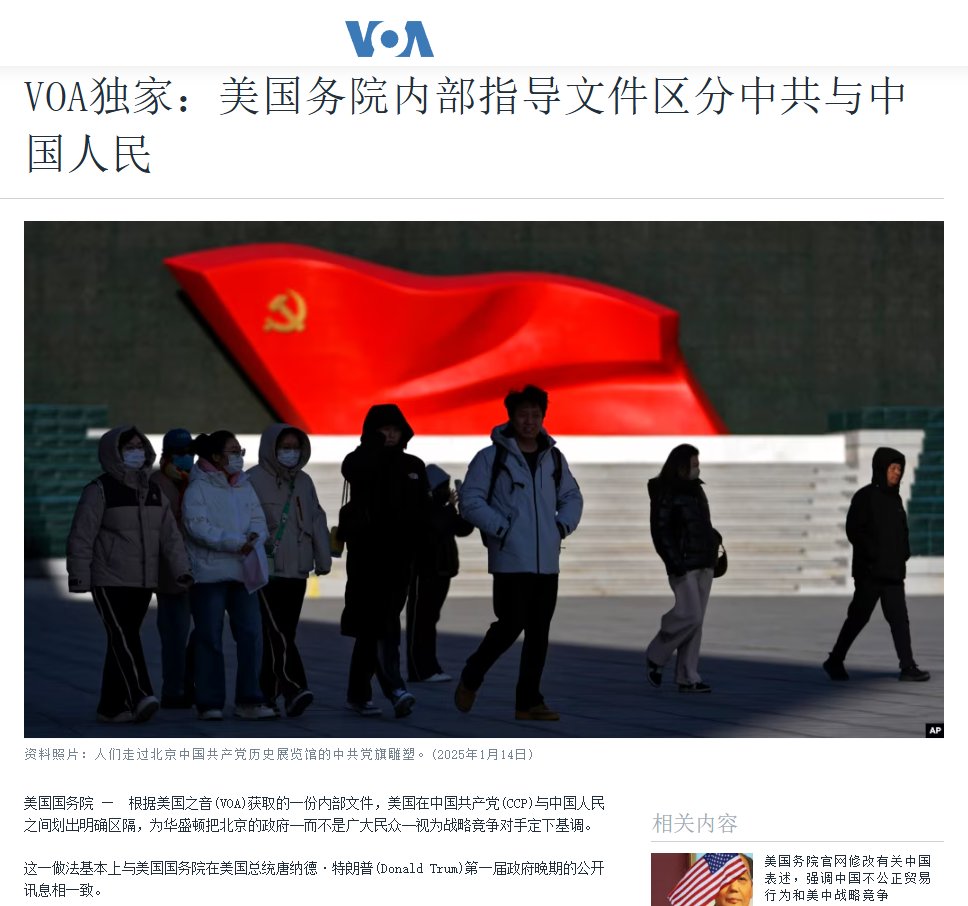 VOA
VOA独家：美国务院内部指导文件区分中共与中
国人民
AP
资料照片：人们走过北京中国共产党历史展览馆的中共党旗雕塑。(2025年1月14日)
美国国务院 — 根据美国之音(VOA)获取的一份内部文件，美国在中国共产党(CCP)与中国人民
之间划出明确区隔，为华盛顿把北京的政府—而不是广大民众—视为战略竞争对手定下基调。
这一做法基本上与美国国务院在美国总统唐纳德·特朗普(Donald Trum)第一届政府晚期的公开
讯息相一致。
相关内容
美国务院官网修改有关中国
表述，强调中国不公正贸易
行为和美中战略竞争